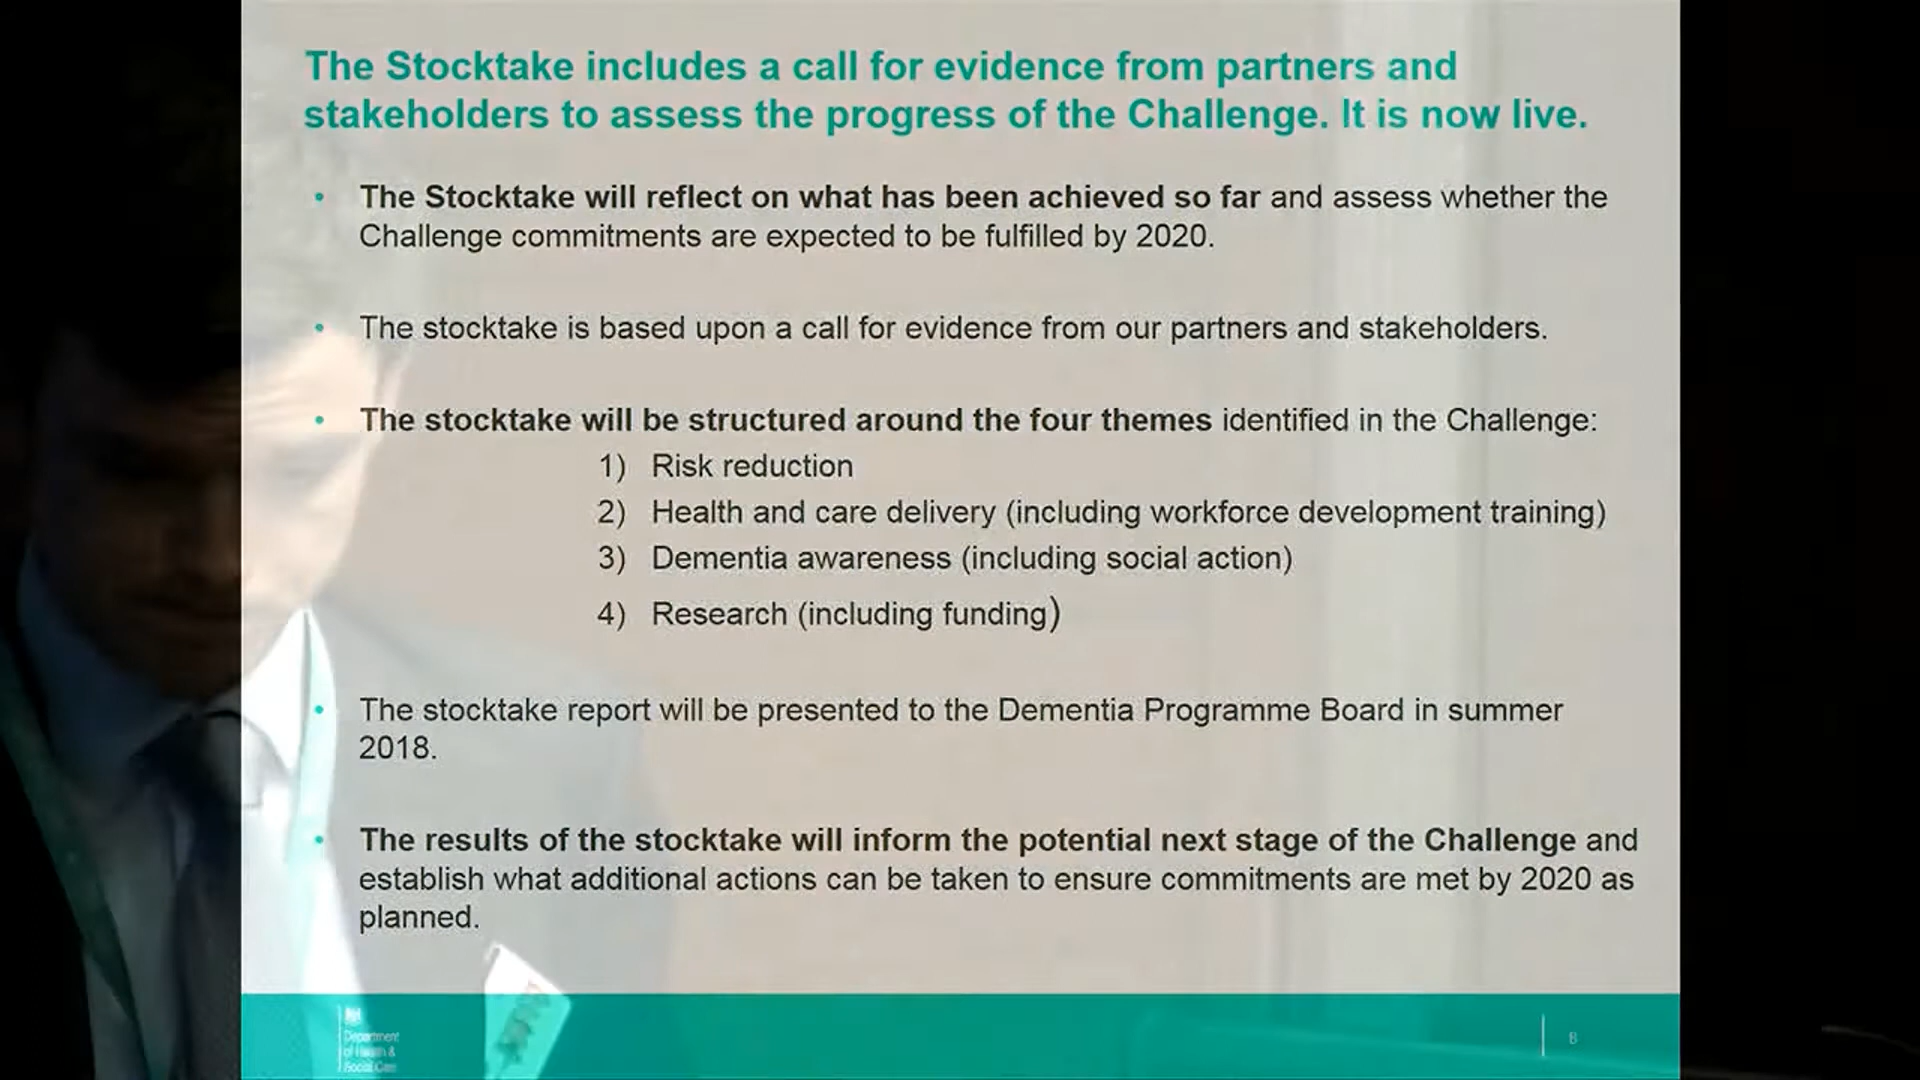 The Stocktake includes a call for evidence from partners and
stakeholders to assess the progress of the Challenge. It is now live.
• The Stocktake will reflect on what has been achieved so far and assess whether the
Challenge commitments are expected to be fulfilled by 2020.
• The stocktake is based upon a call for evidence from our partners and stakeholders.
• The stocktake will be structured around the four themes identified in the Challenge:
1) Risk reduction
2) Health and care delivery (including workforce development training)
3) Dementia awareness (including social action)
4) Research (including funding)
• The stocktake report will be presented to the Dementia Programme Board in summer
2018.
• The results of the stocktake will inform the potential next stage of the Challenge and
establish what additional actions can be taken to ensure commitments are met by 2020 as
planned.
Department
of Health &
Social Care